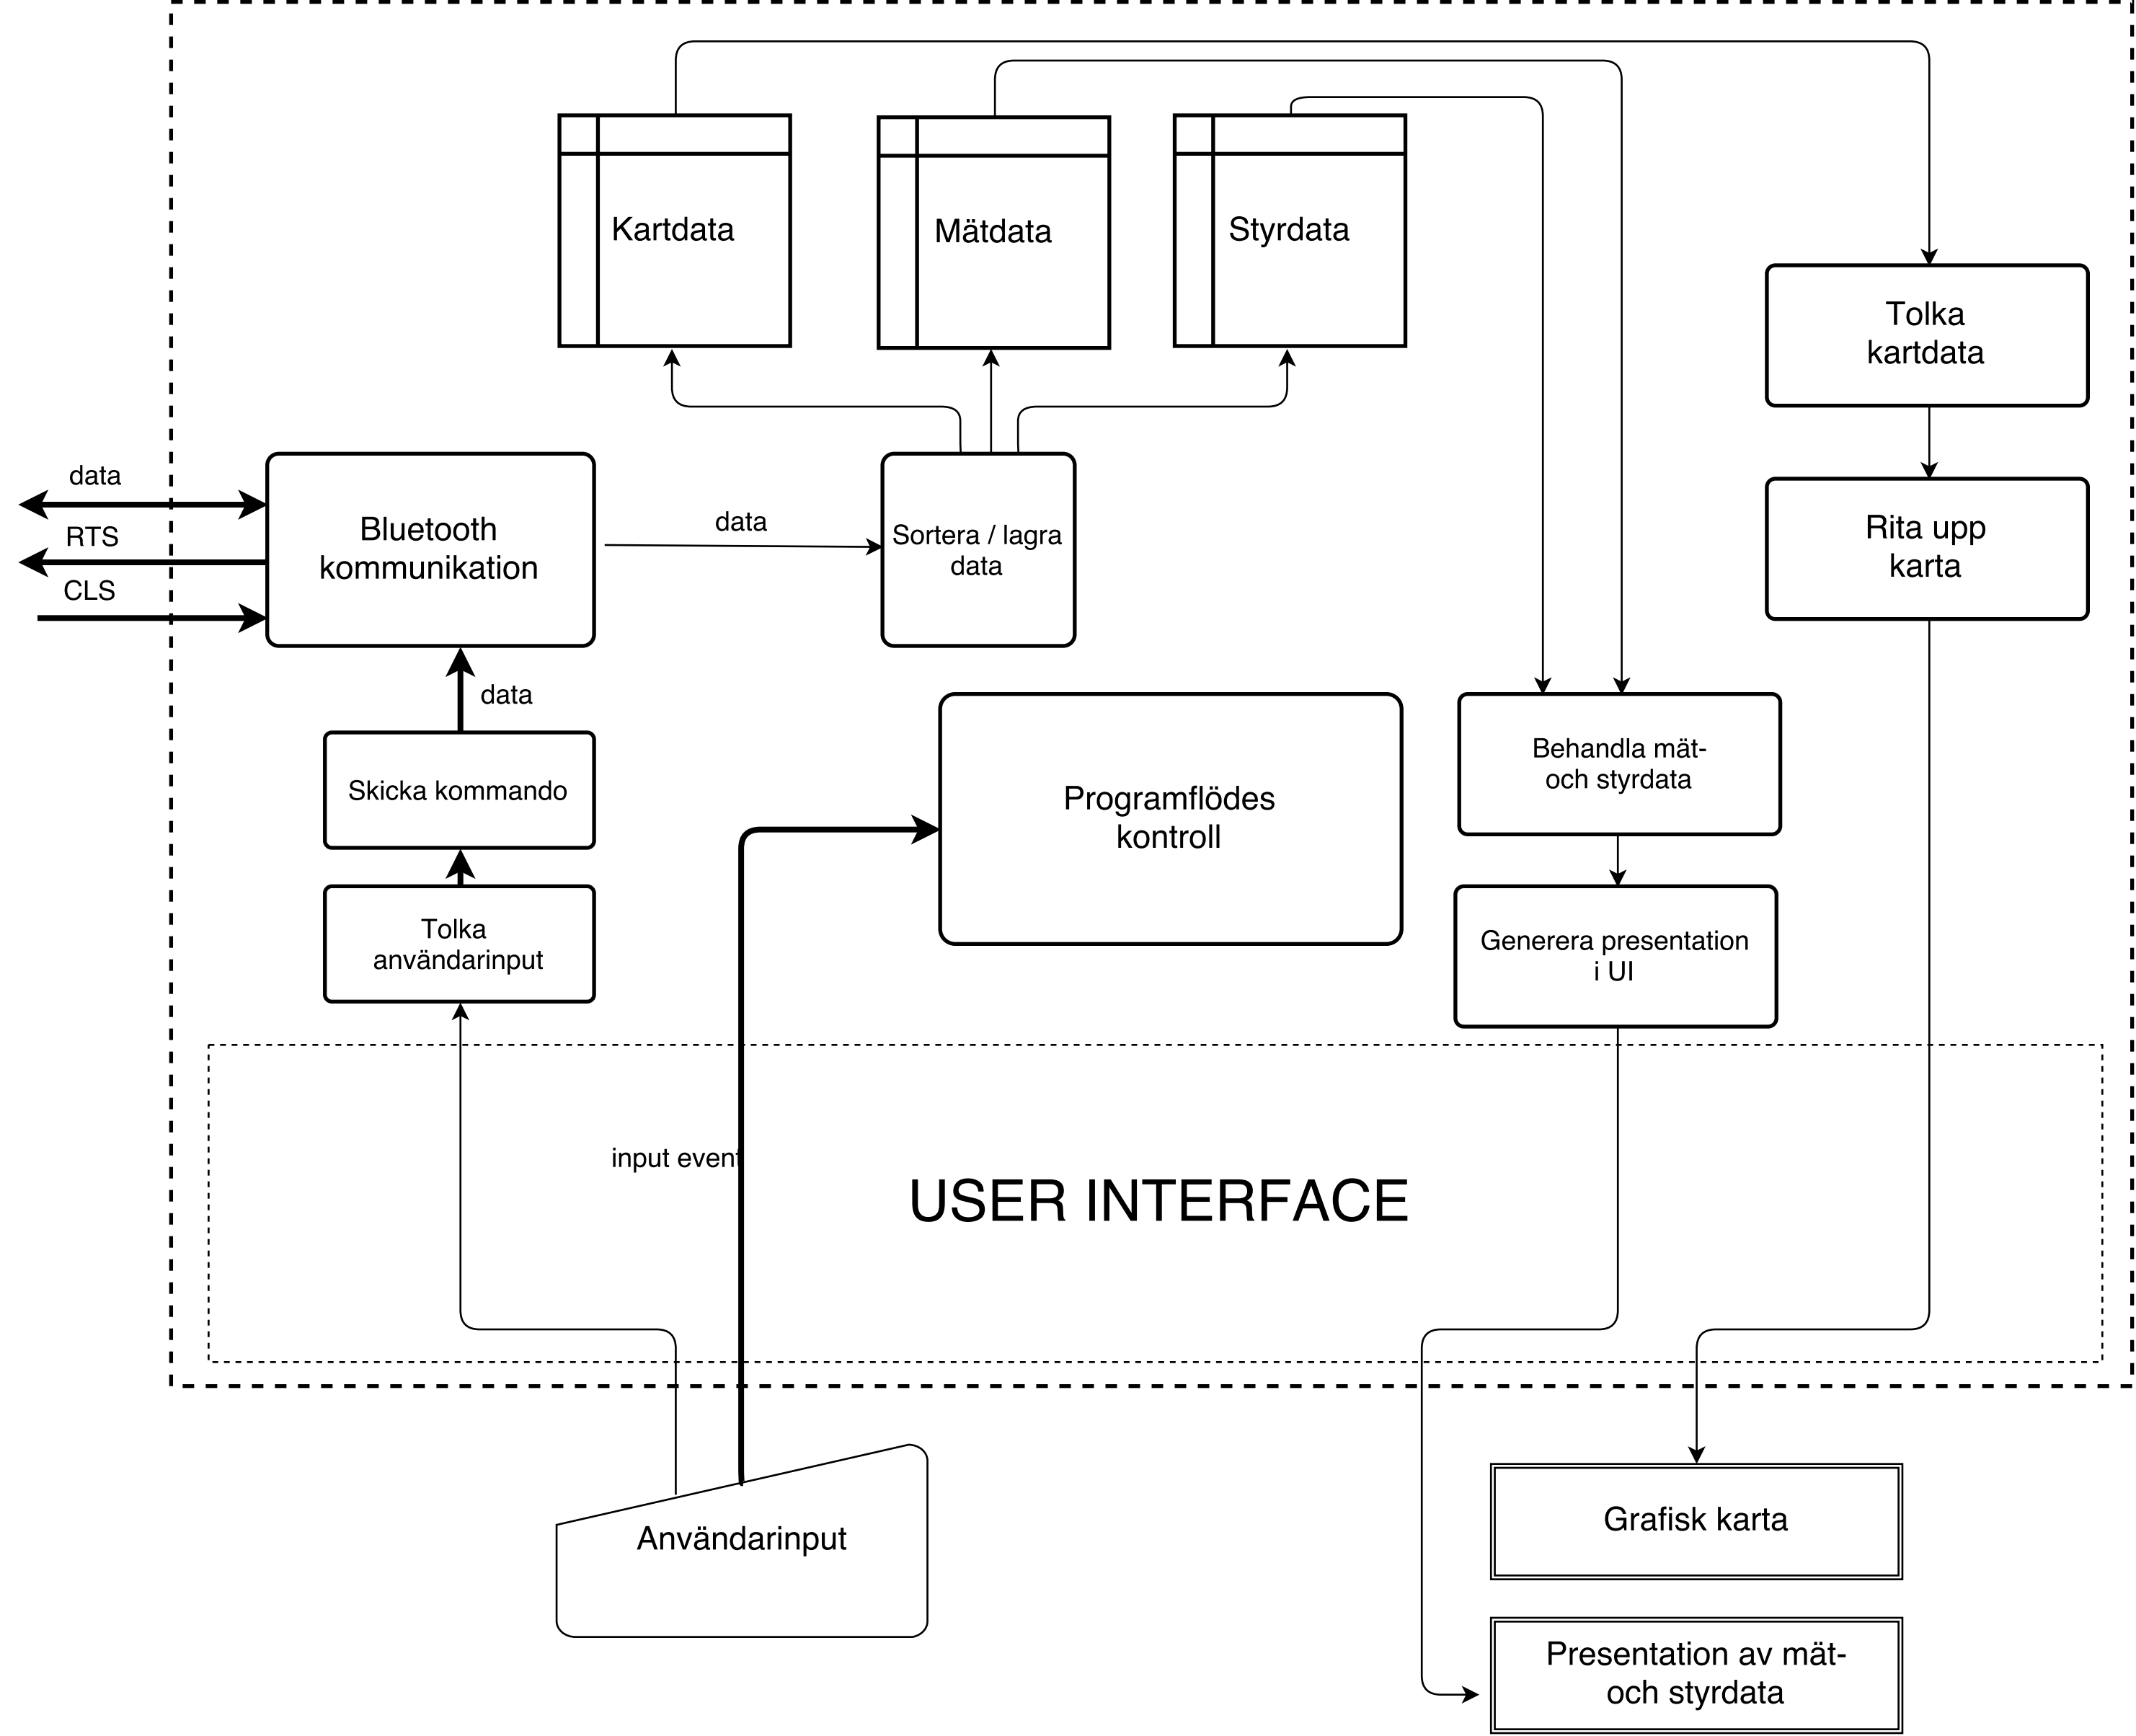 Kartdata
Mätdata
Styrdata
Tolka
kartdata
data
RTS
CLS
Bluetooth
kommunikation
data
Sortera / lagra
data
Rita upp
karta
data
Skicka kommando
Programflödes
kontroll
Behandla mät-
och styrdata
Tolka
användarinput
Generera presentation
i UI
input event
USER INTERFACE
Användarinput
Grafisk karta
Presentation av mät-
och styrdata